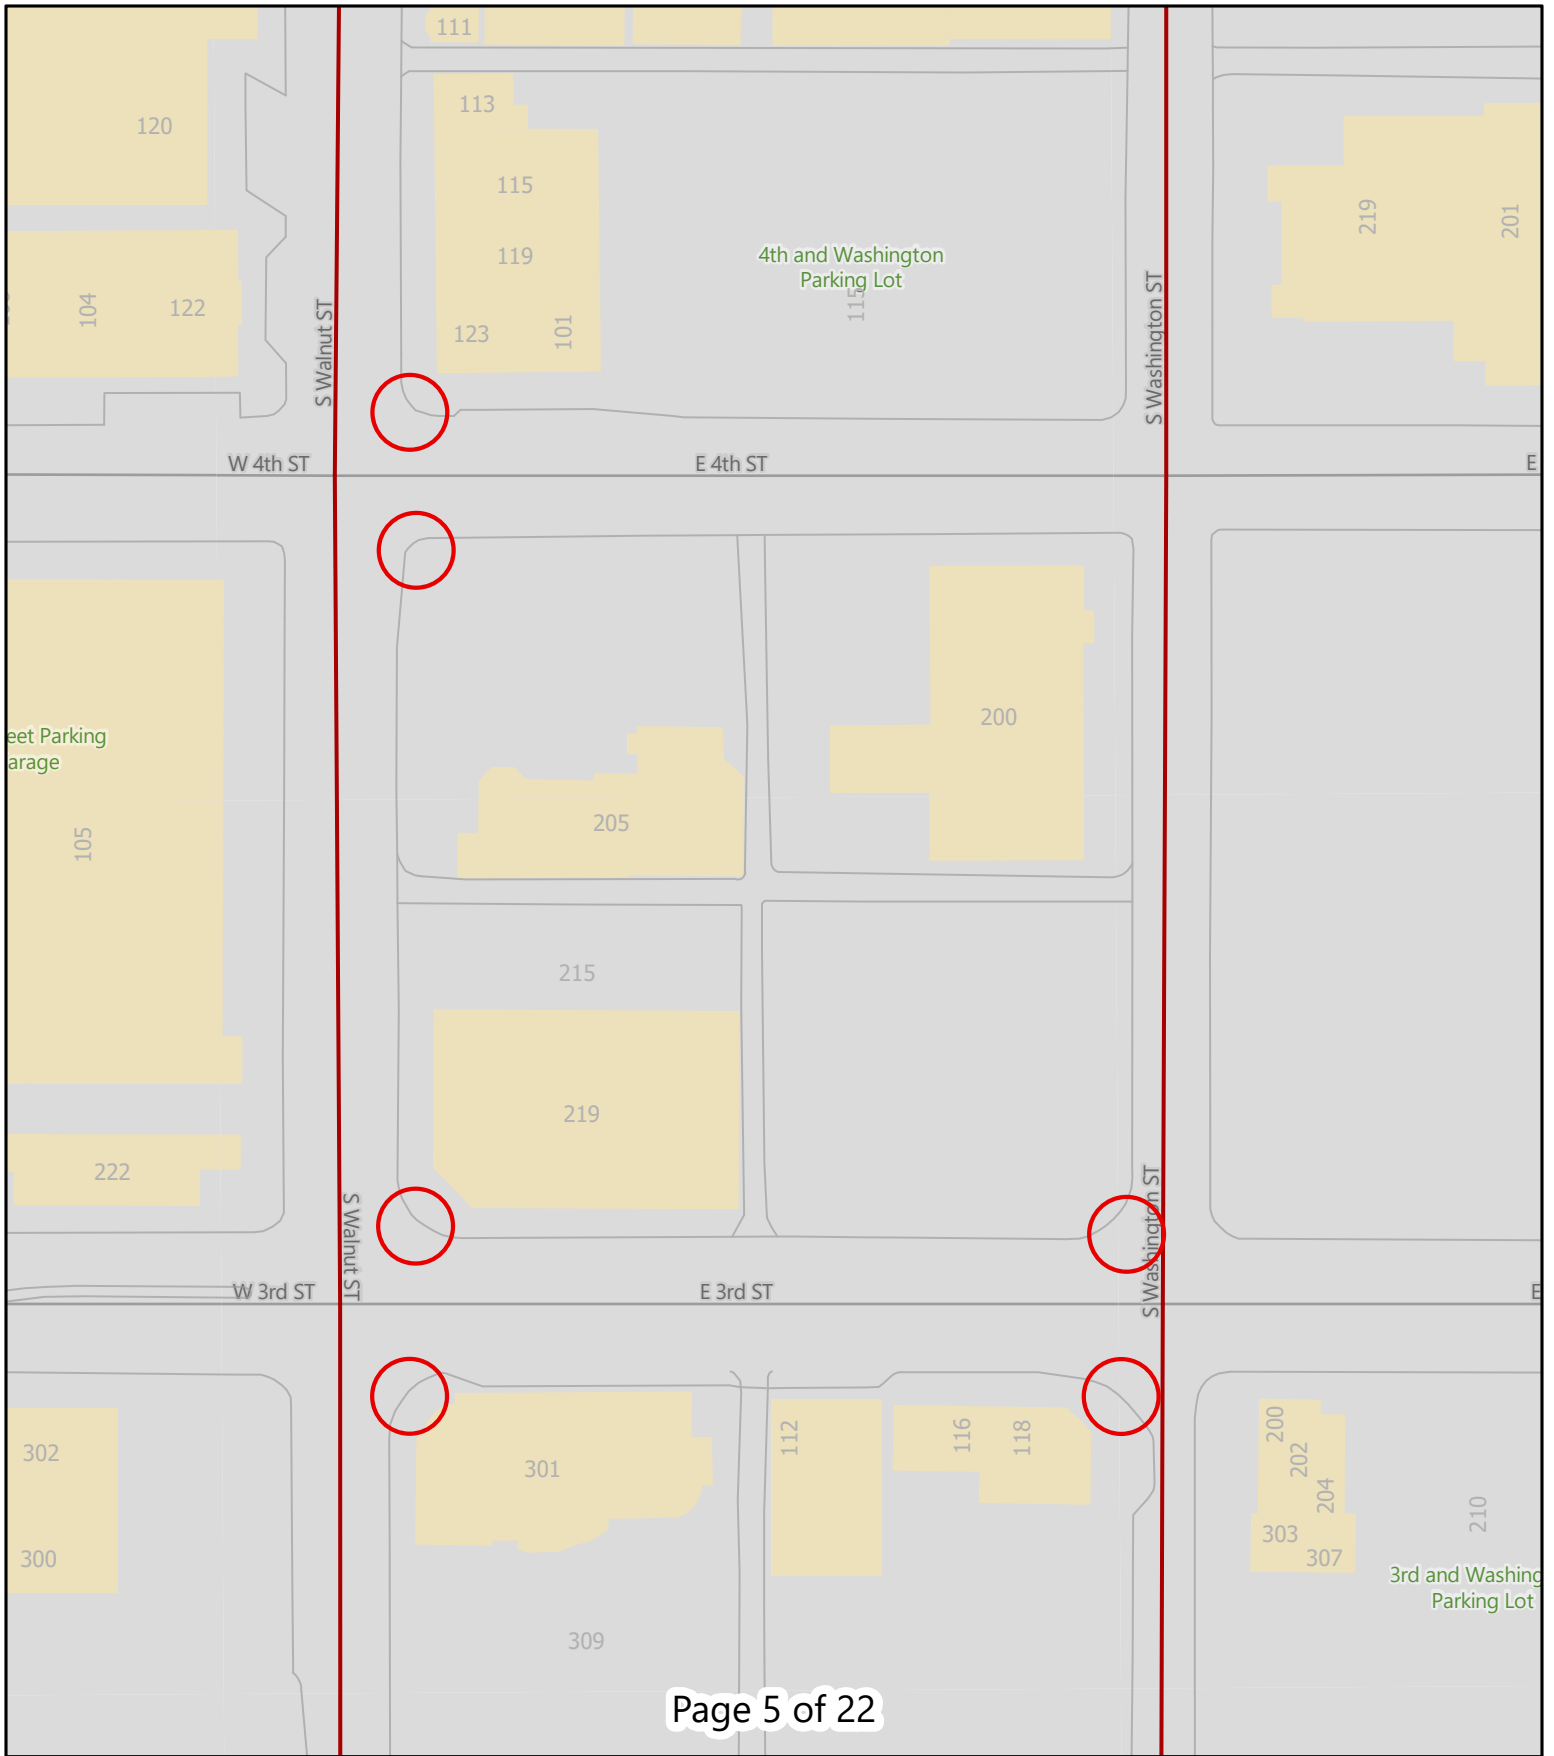 111
113
120
115
119
4th and Washington
Parking Lot
115
219
201
104
122
123
101
S Walnut ST
S Washington ST
W 4th ST
E 4th ST
E
200
eet Parking
arage
205
105
215
219
222
S Walnut ST
S Washington ST
W 3rd ST
E 3rd ST
E
302
301
112
116
118
200
202
204
210
300
303
307
3rd and Washing
Parking Lot
309
Page 5 of 22